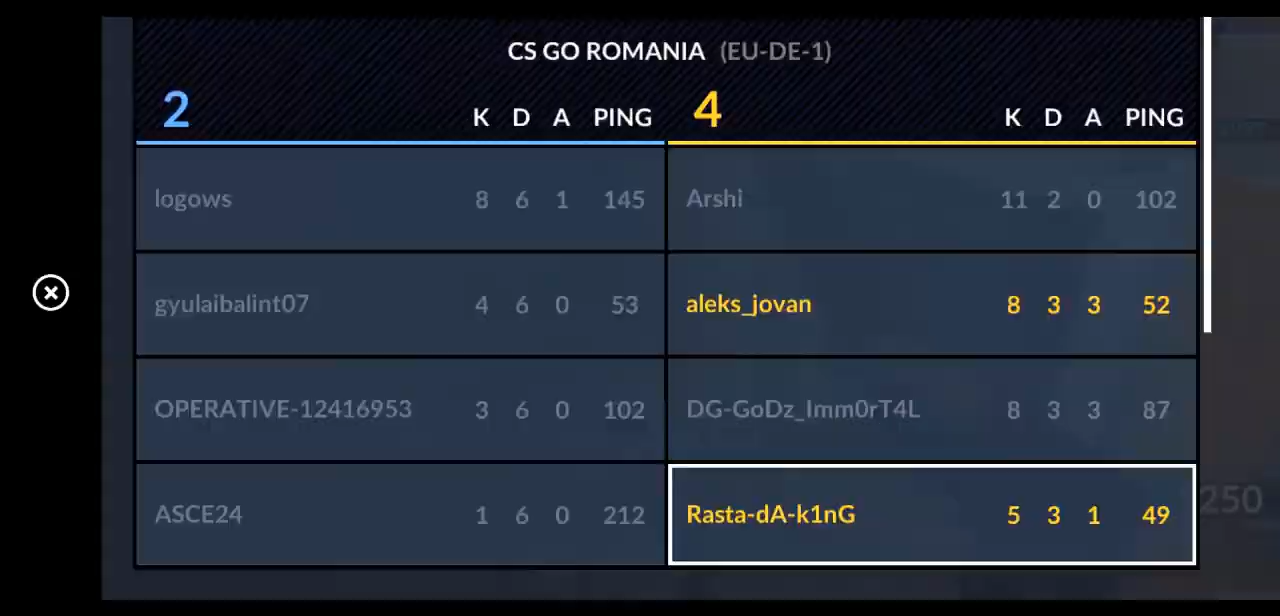 CS GO ROMANIA (EU-DE-1)
2 K D A PING 4 K D A PING
logows 8 6 1 145 Arshi 11 2 0 102
gyulaibalint07 4 6 0 53 aleks_jovan 8 3 3 52
OPERATIVE-12416953 3 6 0 102 DG-GoDz_Imm0rT4L 8 3 3 87
ASCE24 1 6 0 212 Rasta-dA-k1nG 5 3 1 49
250